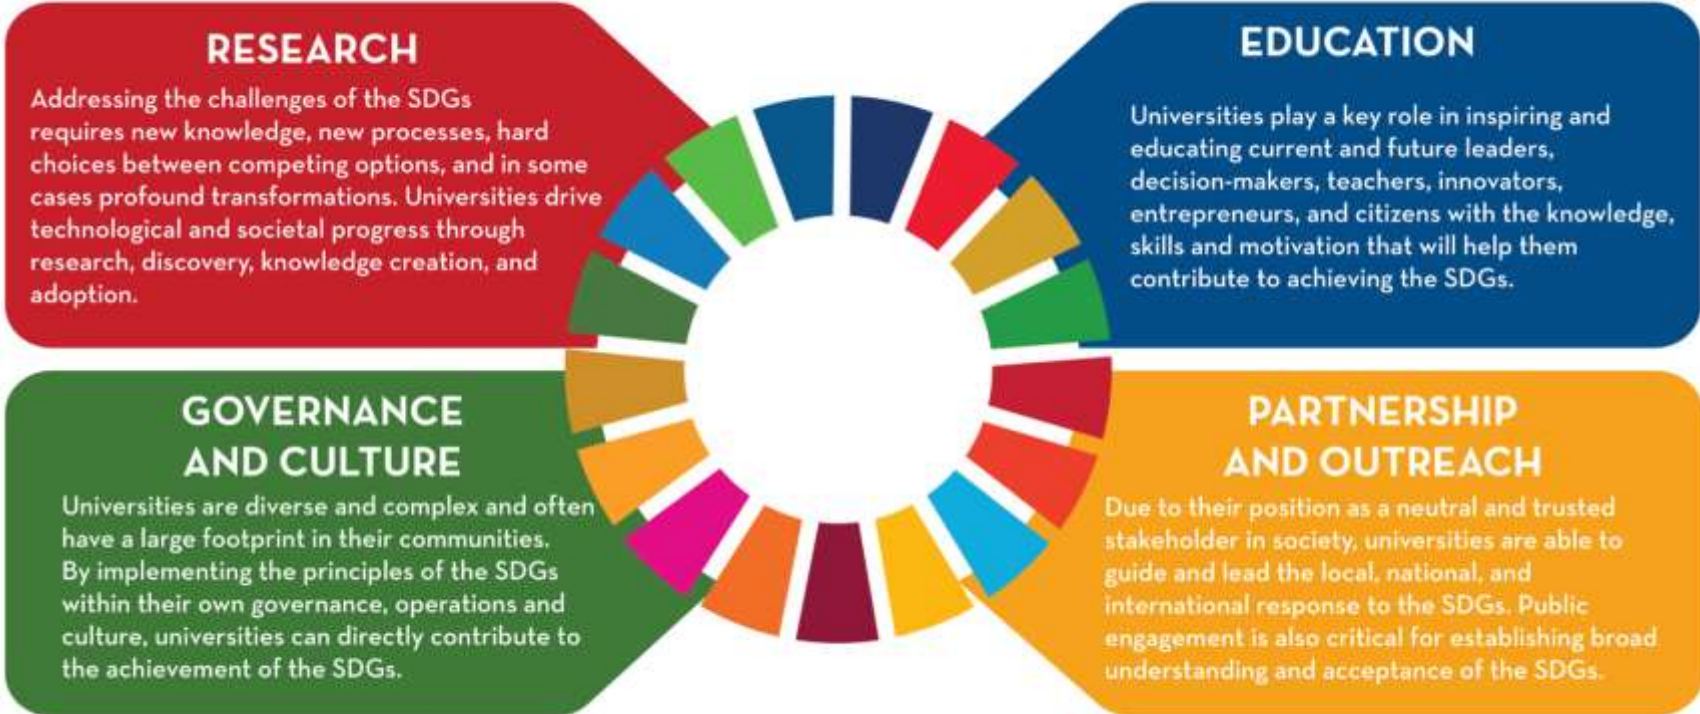 RESEARCH
Addressing the challenges of the SDGs
requires new knowledge, new processes, hard
choices between competing options, and in some
cases profound transformations. Universities drive
technological and societal progress through
research, discovery, knowledge creation, and
adoption.
EDUCATION
Universities play a key role in inspiring and
educating current and future leaders,
decision-makers, teachers, innovators,
entrepreneurs, and citizens with the knowledge,
skills and motivation that will help them
contribute to achieving the SDGs.
GOVERNANCE
AND CULTURE
Universities are diverse and complex and often
have a large footprint in their communities.
By implementing the principles of the SDGs
within their own governance, operations and
culture, universities can directly contribute to
the achievement of the SDGs.
PARTNERSHIP
AND OUTREACH
Due to their position as a neutral and trusted
stakeholder in society, universities are able to
guide and lead the local, national, and
international response to the SDGs. Public
engagement is also critical for establishing broad
understanding and acceptance of the SDGs.